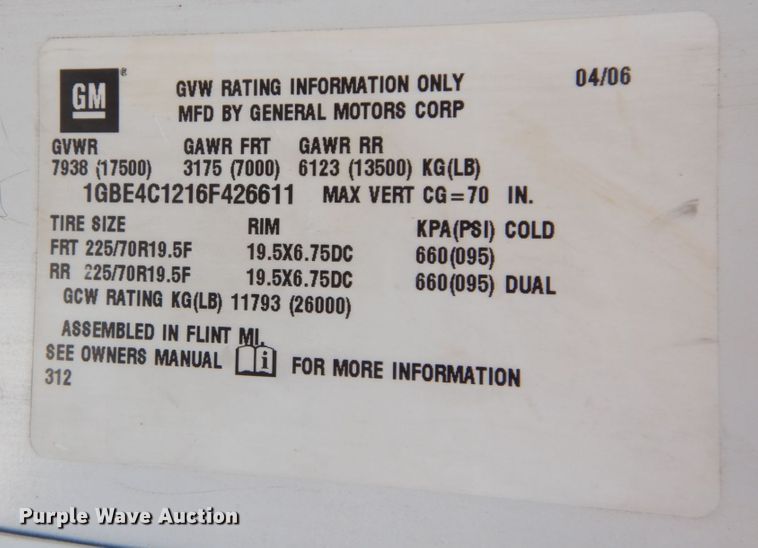 GM® GVW RATING INFORMATION ONLY 04/06
MFD BY GENERAL MOTORS CORP
GVWR GAWR FRT GAWR RR
7938 (17500) 3175 (7000) 6123 (13500) KG(LB)
1GBE4C1216F426611 MAX VERT CG=70 IN.
TIRE SIZE RIM KPA(PSI) COLD
FRT 225/70R19.5F 19.5X6.75DC 660(095)
RR 225/70R19.5F 19.5X6.75DC 660(095) DUAL
GCW RATING KG(LB) 11793 (26000)
ASSEMBLED IN FLINT MI.
SEE OWNERS MANUAL i FOR MORE INFORMATION
312
Purple Wave Auction